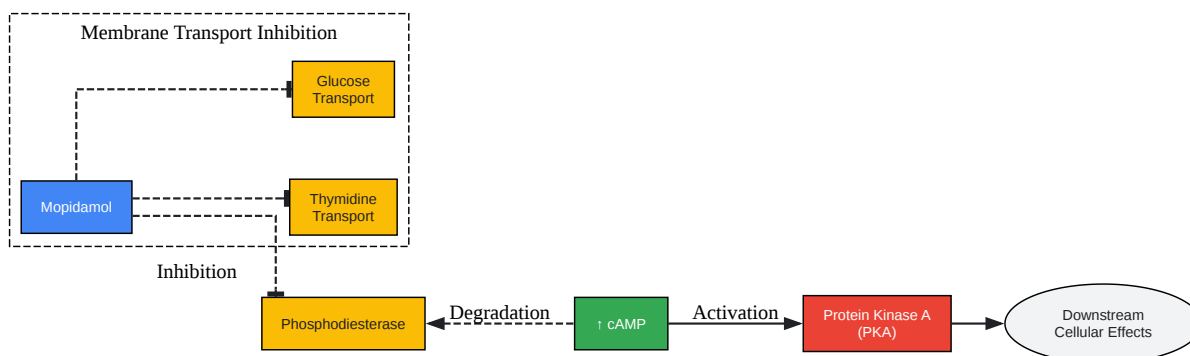 Membrane Transport Inhibition
Glucose
Transport
Mopidamol
Thymidine
Transport
Inhibition
Phosphodiesterase
Degradation
↑ cAMP
Activation
Protein Kinase A
(PKA)
Downstream
Cellular Effects